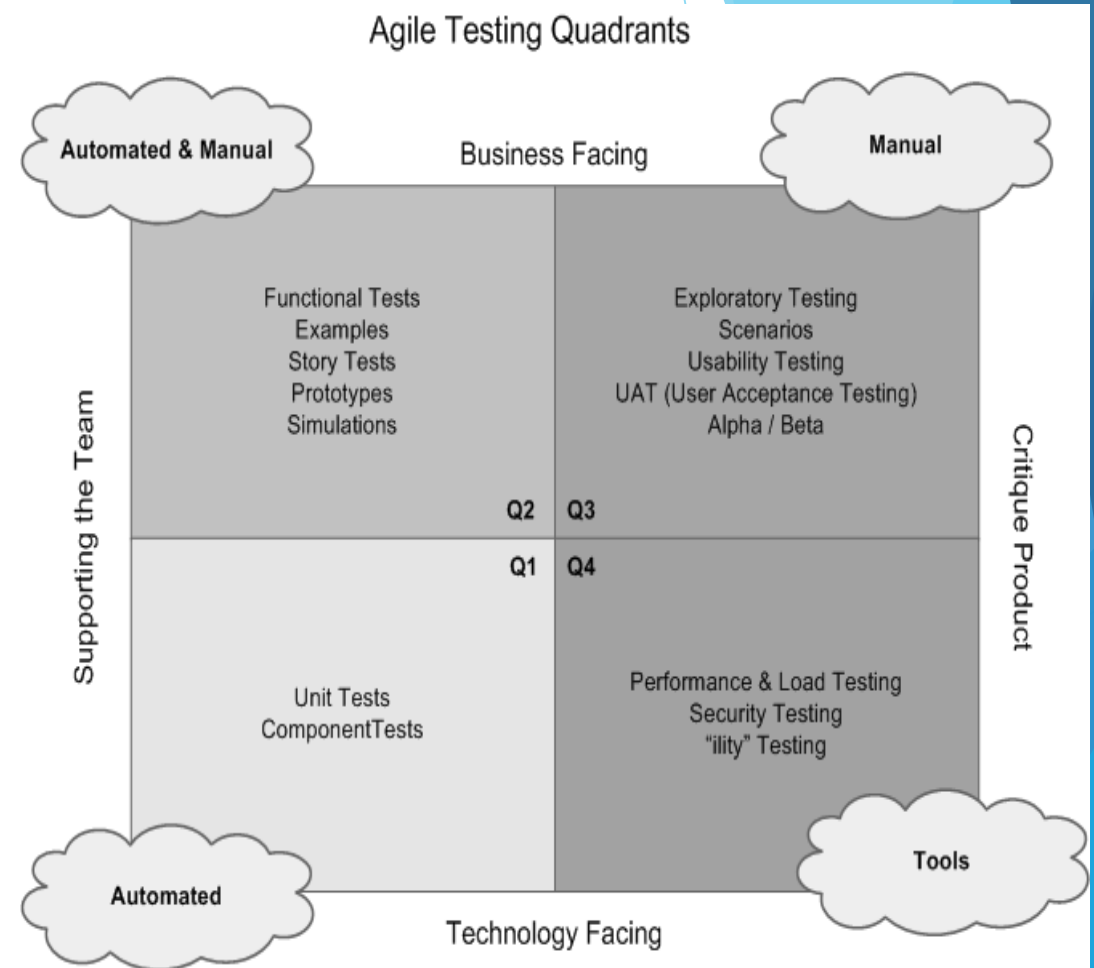 Agile Testing Quadrants
Automated & Manual
Business Facing
Manual
Functional Tests
Examples
Story Tests
Prototypes
Simulations
Exploratory Testing
Scenarios
Usability Testing
UAT (User Acceptance Testing)
Alpha / Beta
Supporting the Team
Critique Product
Q2
Q3
Q1
Q4
Unit Tests
ComponentTests
Performance & Load Testing
Security Testing
“ility” Testing
Automated
Tools
Technology Facing